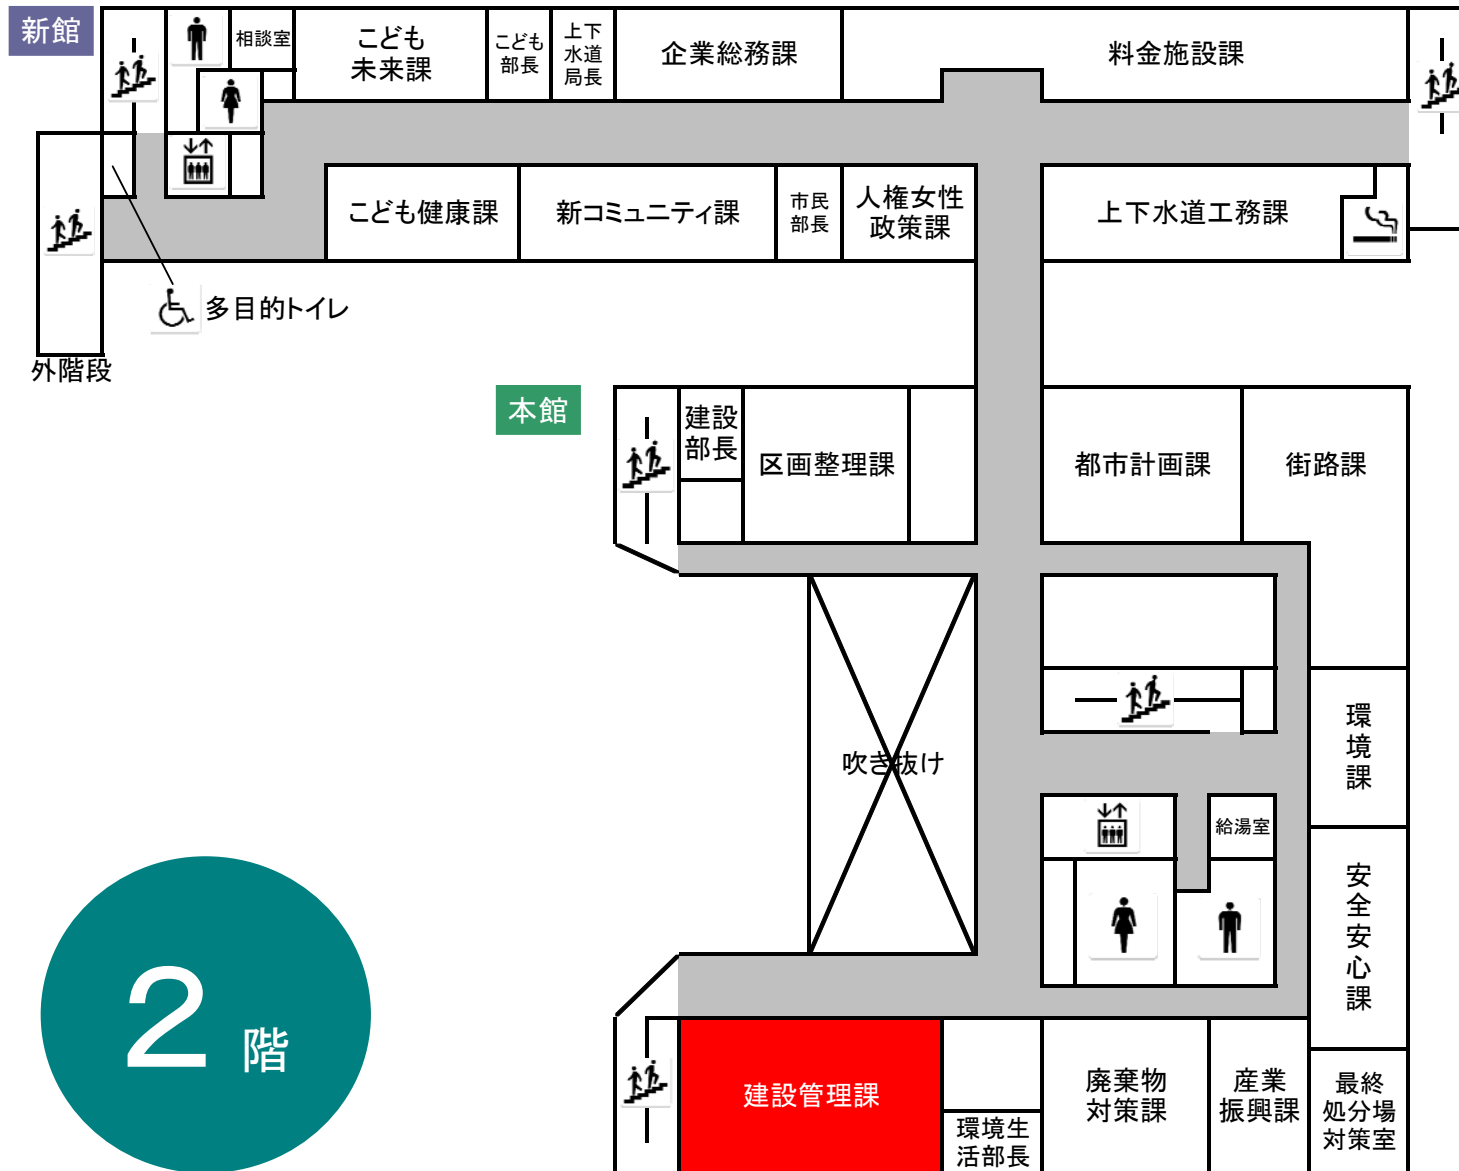 新館
相談室
こども
未来課
こども
部長
上下
水道
局長
企業総務課
料金施設課
こども健康課
新コミュニティ課
市民
部長
人権女性
政策課
上下水道工務課
多目的トイレ
外階段
本館
建設
部長
区画整理課
都市計画課
街路課
吹き抜け
環
境
課
給湯室
安
全
安
心
課
2階
建設管理課
環境生
活部長
廃棄物
対策課
産業
振興課
最終
処分場
対策室